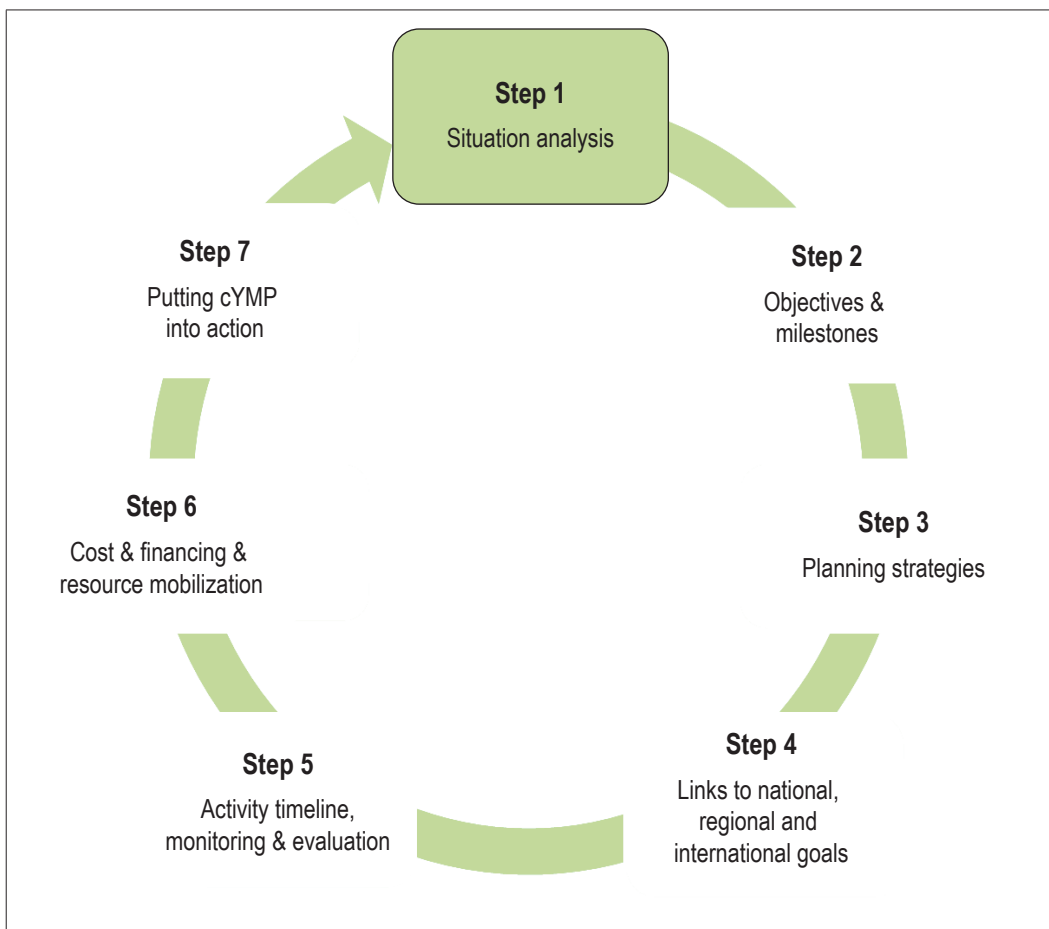 Step 1
Situation analysis
Step 2
Objectives &
milestones
Step 3
Planning strategies
Step 4
Links to national,
regional and
international goals
Step 5
Activity timeline,
monitoring & evaluation
Step 6
Cost & financing &
resource mobilization
Step 7
Putting cYMP
into action